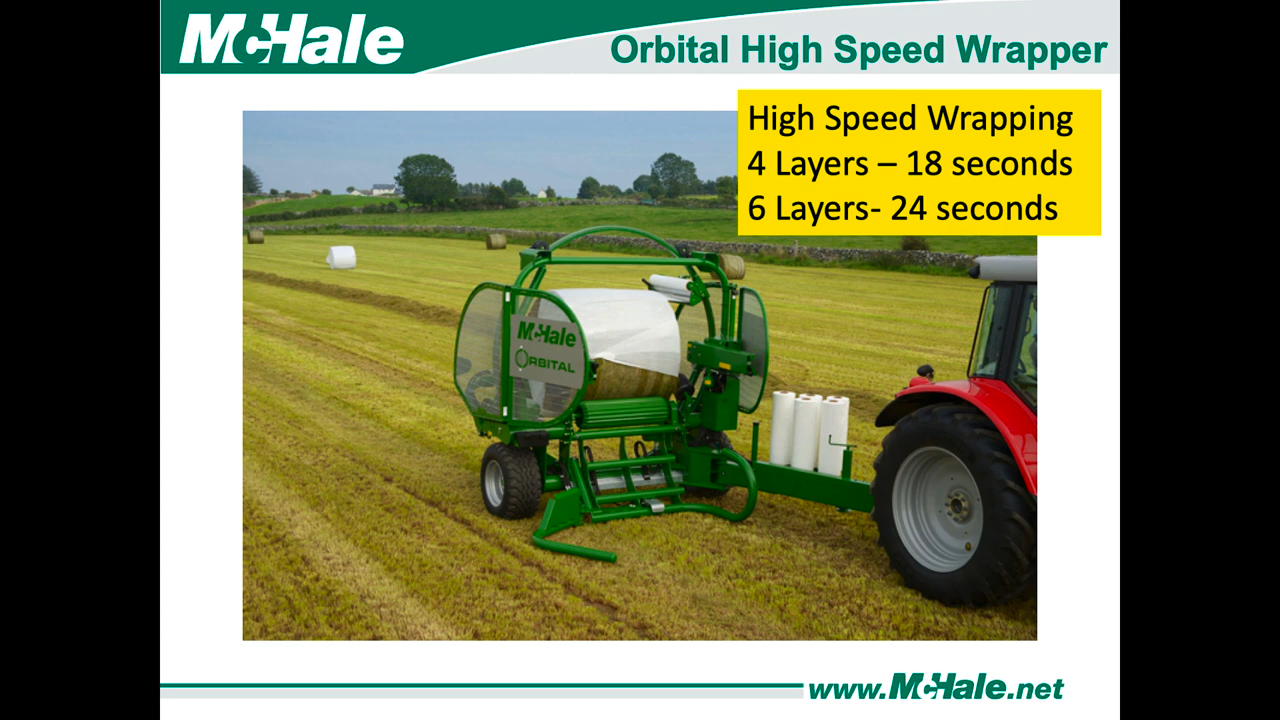 McHale
Orbital High Speed Wrapper
High Speed Wrapping
4 Layers – 18 seconds
6 Layers- 24 seconds
McHale
ORBITAL
www.McHale.net